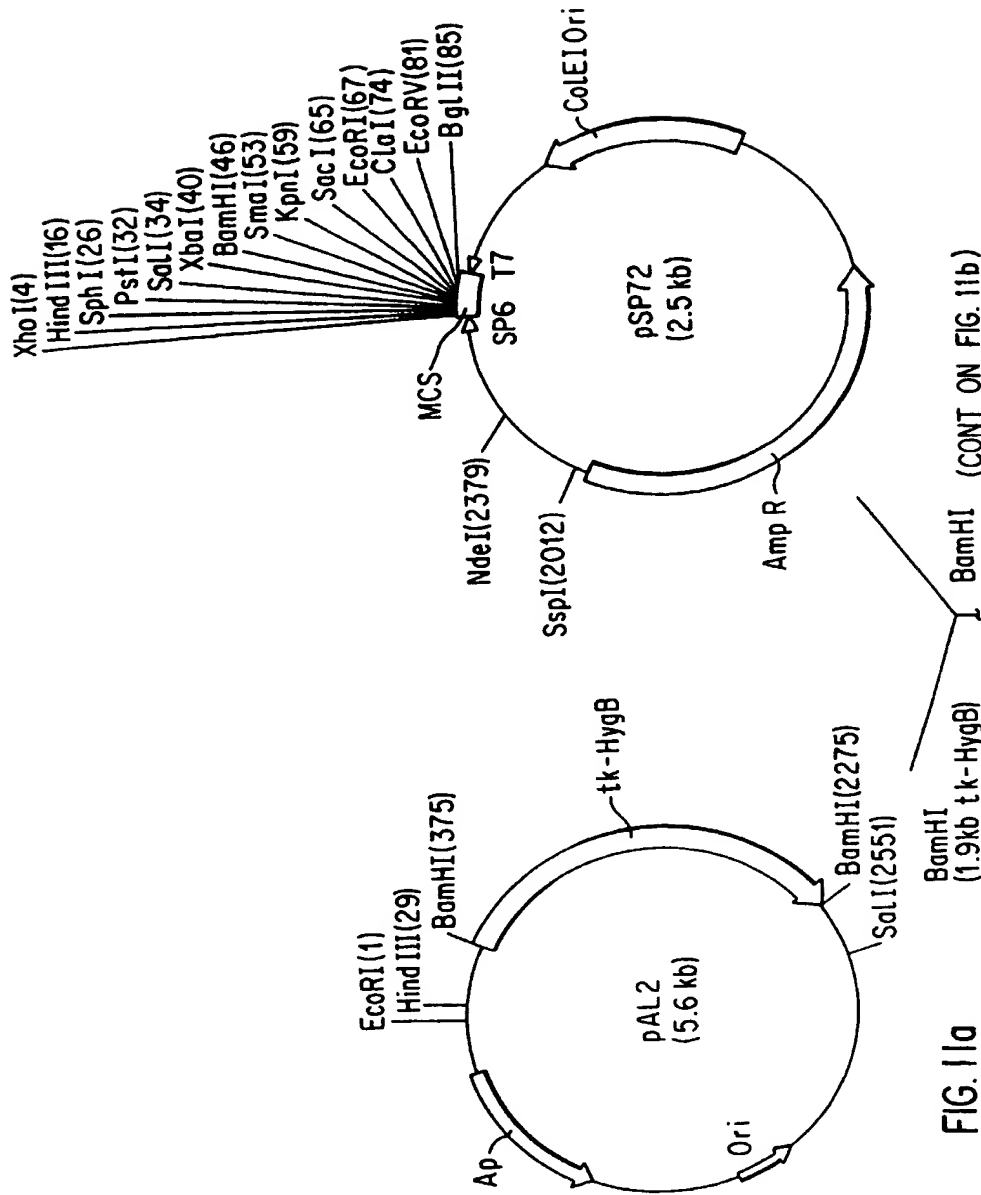 XhoI(4)
HindIII(16)
SphI(26)
PstI(32)
SalI(34)
XbaI(40)
BamHI(46)
SmaI(53)
KpnI(59)
SacI(65)
EcoRI(67)
ClaI(74)
EcoRV(81)
BglII(85)
MCS
SP6
T7
NdeI(2379)
SspI(2012)
ColEI Ori
pSP72
(2.5 kb)
Amp R
EcoRI(1)
HindIII(29)
BamHI(375)
Ap
tk-HygB
pAL2
(5.6 kb)
Ori
BamHI(2275)
SalI(2551)
BamHI
(1.9kb tk-HygB)
BamHI
(CONT ON FIG. 11b)
FIG. 11a